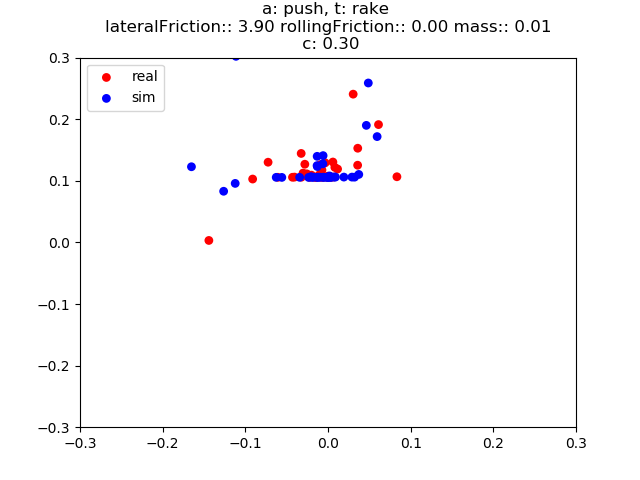 a: push, t: rake
lateralFriction:: 3.90 rollingFriction:: 0.00 mass:: 0.01
c: 0.30
real
sim
0.3
0.2
0.1
0.0
−0.1
−0.2
−0.3
−0.3 −0.2 −0.1 0.0 0.1 0.2 0.3